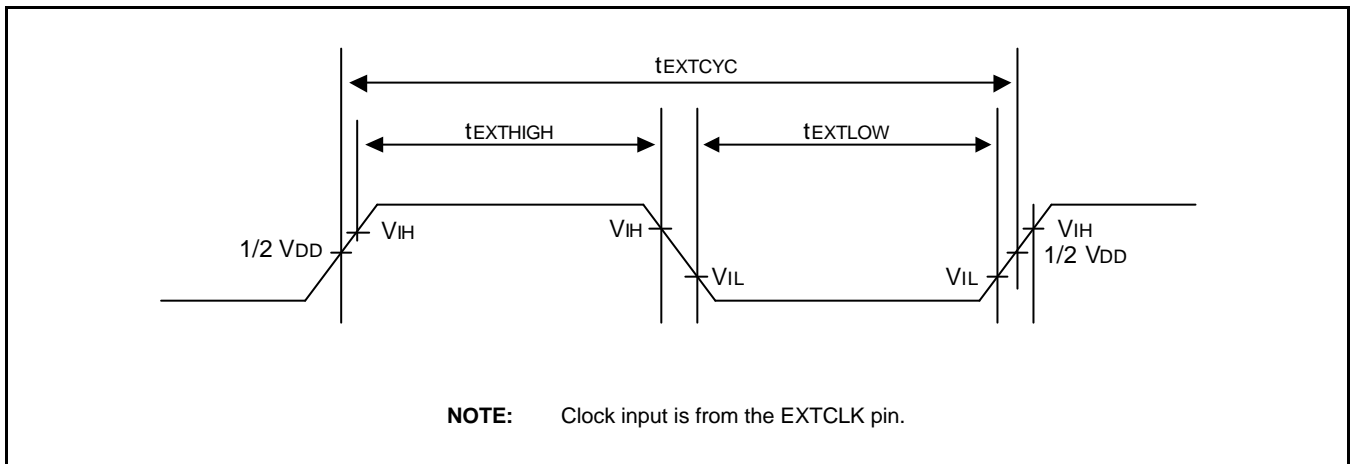 tEXTCYC
tEXTHIGH
tEXTLOW
VIH
VIH
VIH
1/2 VDD
1/2 VDD
VIL
VIL
NOTE: Clock input is from the EXTCLK pin.